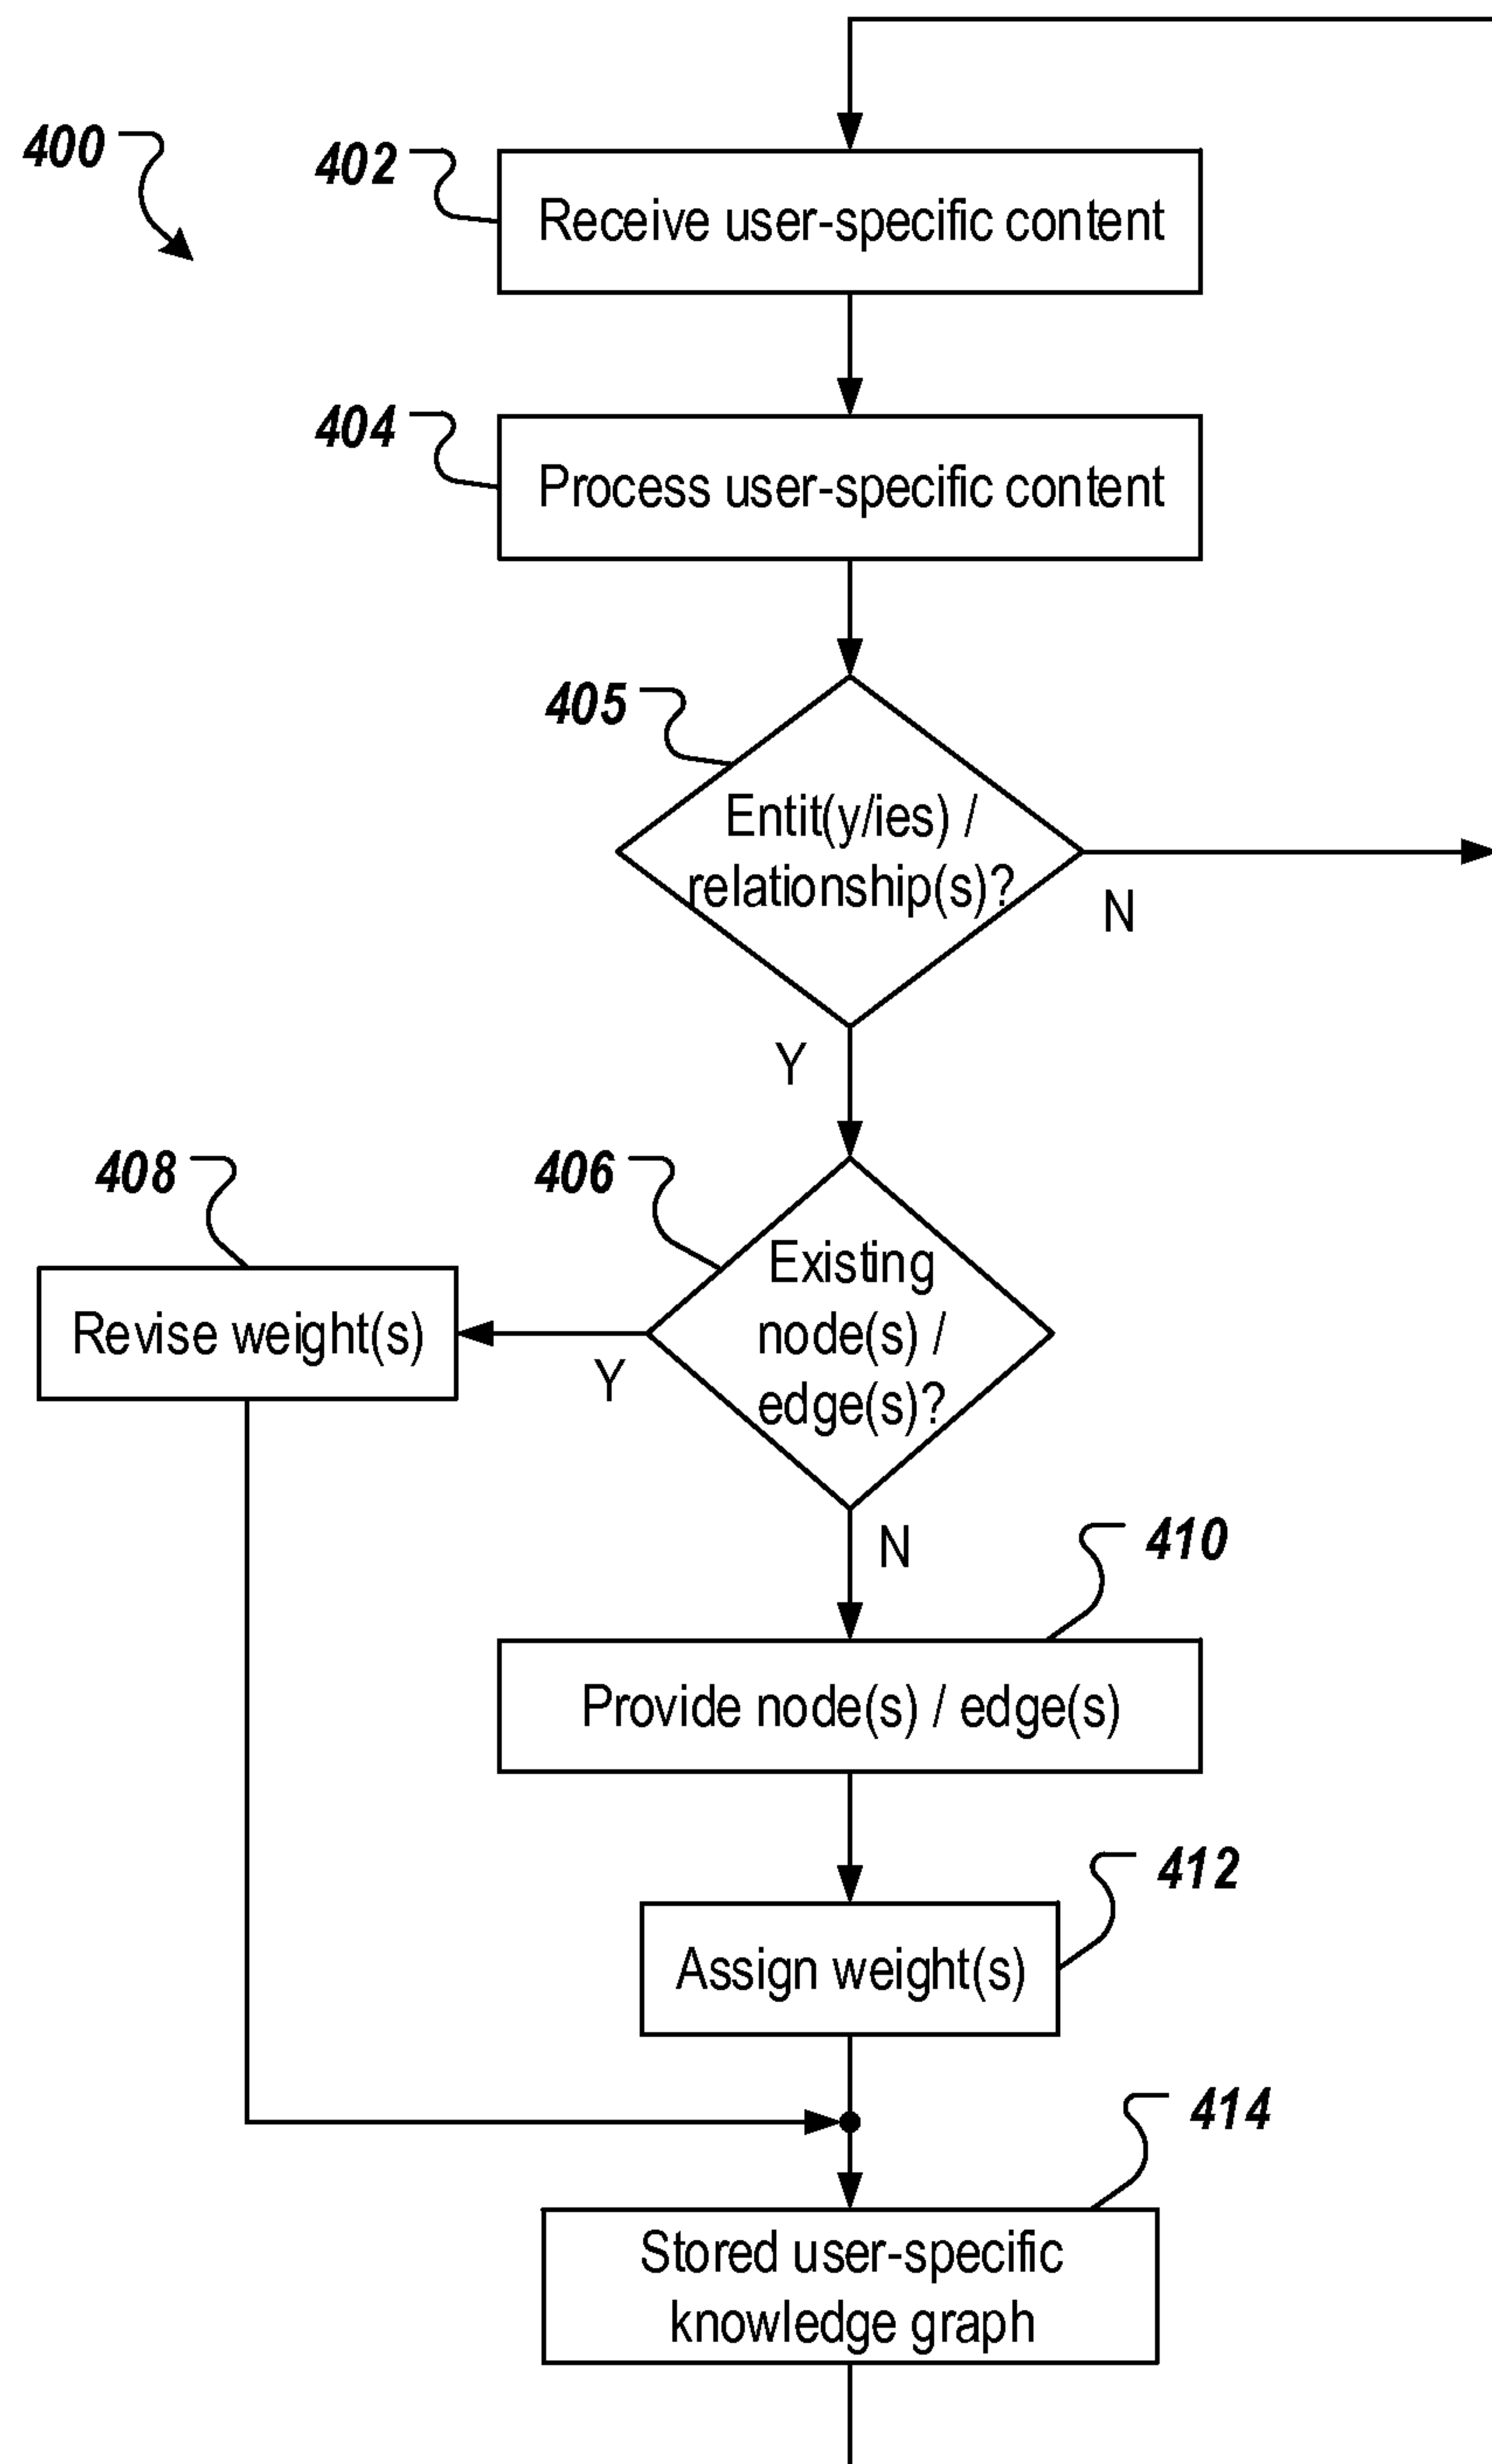 400
402
Receive user-specific content
404
Process user-specific content
405
Entit(y/ies) /
relationship(s)?
N
Y
408
406
Revise weight(s)
Existing
node(s) /
edge(s)?
Y
N
410
Provide node(s) / edge(s)
412
Assign weight(s)
414
Stored user-specific
knowledge graph